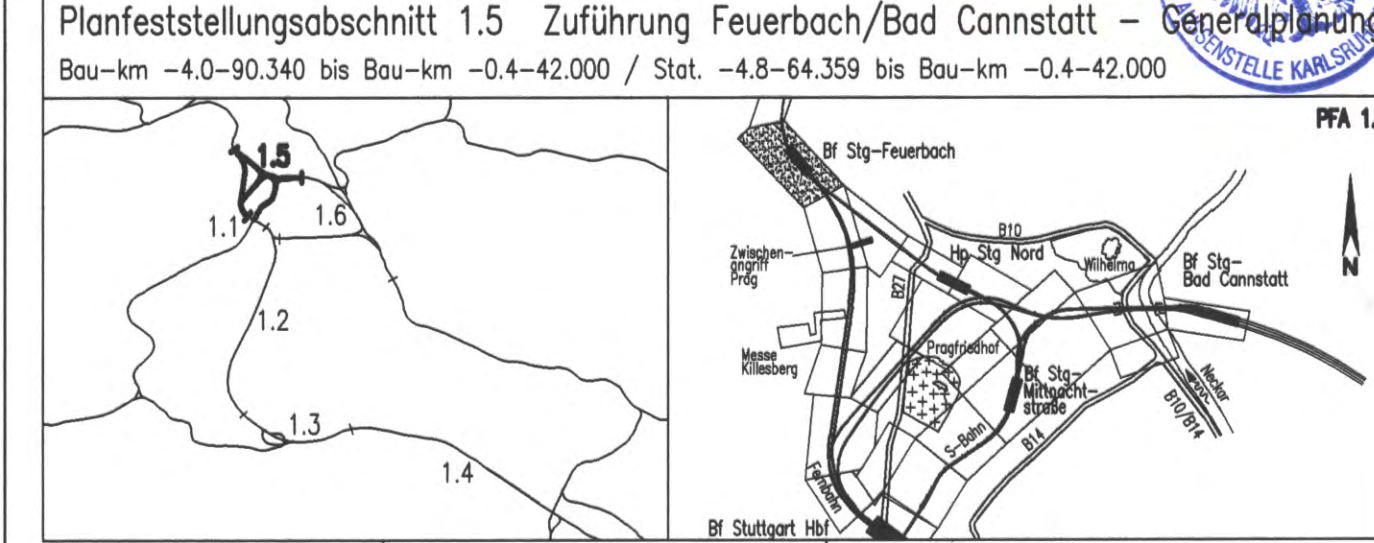 Planfeststellungsabschnitt 1.5 Zuführung Feuerbach/Bad Cannstatt – Generalplanung
Bau-km -4.0-90.340 bis Bau-km -0.4-42.000 / Stat. -4.8-64.359 bis Bau-km -0.4-42.000
AUSSENSTELLE KARLSRUH
1.5
1.1
1.6
1.2
1.3
1.4
PFA 1.
Bf Stg-Feuerbach
B10
Zwischen-
angriff
Prag
Hp Stg Nord
Wilhelma
Bf Stg-
Bad Cannstatt
N
B27
Messe
Killesberg
Pragfriedhof
Bf Stg-
Mittnacht-
straße
Neckar
B10/B14
S-Bahn
B14
Fernbahn
Bf Stuttgart Hbf